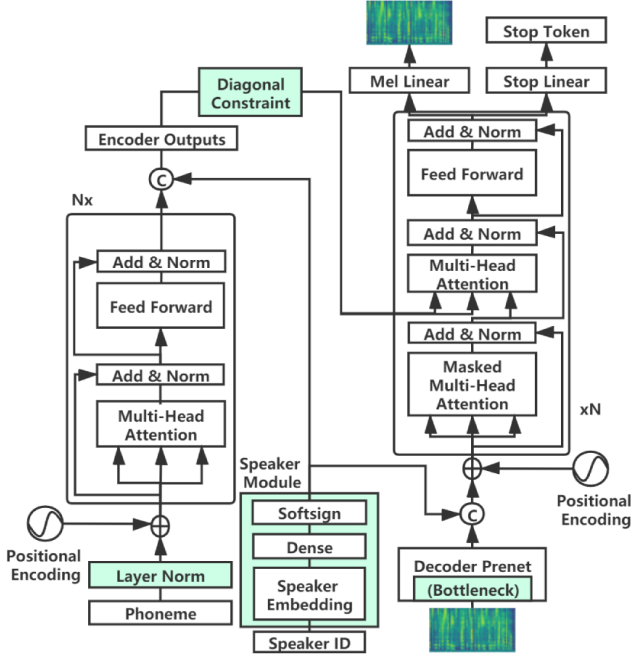 Stop Token
Mel Linear
Stop Linear
Diagonal
Constraint
Add & Norm
Encoder Outputs
Feed Forward
C
Nx
Add & Norm
Add & Norm
Multi-Head
Attention
Feed Forward
Add & Norm
Add & Norm
Masked
Multi-Head
Attention
xN
Multi-Head
Attention
Speaker
Module
Positional
Encoding
Softsign
C
Positional
Encoding
Dense
Layer Norm
Decoder Prenet
(Bottleneck)
Speaker
Embedding
Phoneme
Speaker ID